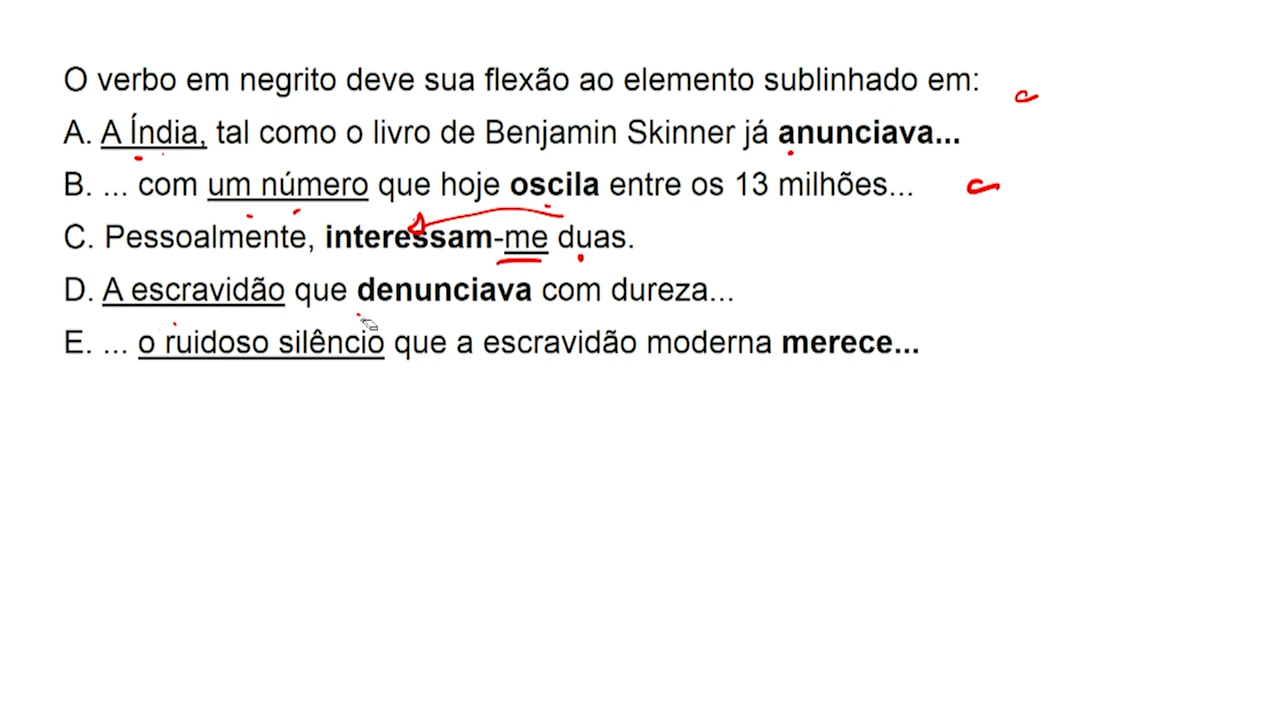 O verbo em negrito deve sua flexão ao elemento sublinhado em:
A. A Índia, tal como o livro de Benjamin Skinner já anunciava...
B. ... com um número que hoje oscila entre os 13 milhões...
C. Pessoalmente, interessam-me duas.
D. A escravidão que denunciava com dureza...
E. ... o ruidoso silêncio que a escravidão moderna merece...